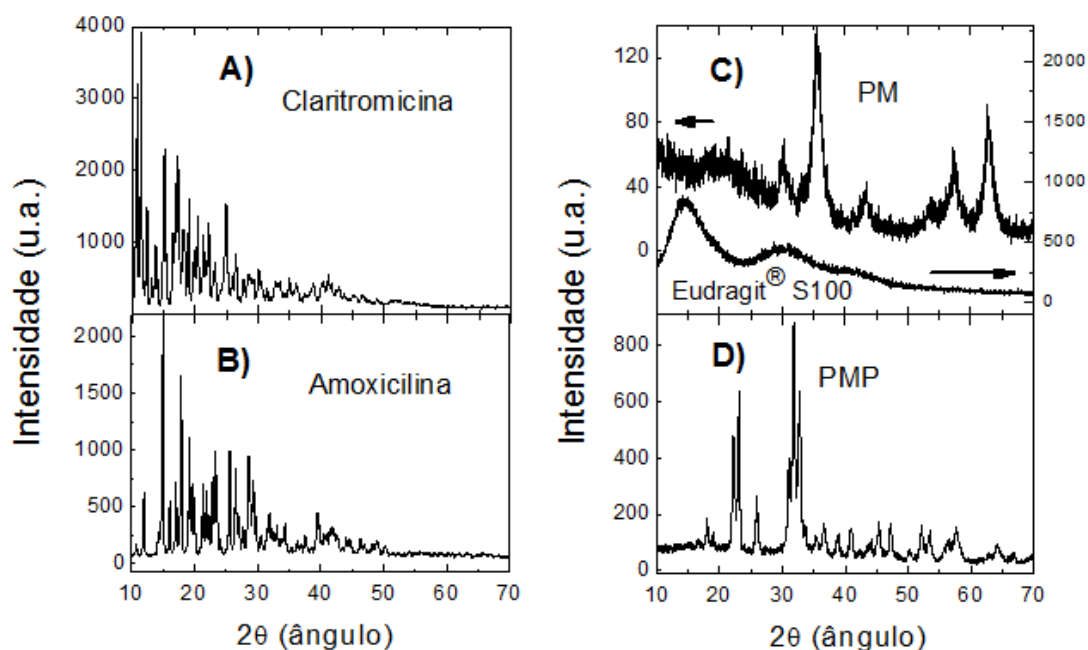 A)
Claritromicina
4000
3000
2000
1000
Intensidade (u.a.)
B)
Amoxicilina
2000
1500
1000
500
0
10 20 30 40 50 60 70
2θ (ângulo)
C)
PM
120
80
40
0
2000
1500
1000
500
0
Intensidade (u.a.)
Eudragit® S100
D)
PMP
800
600
400
200
0
10 20 30 40 50 60 70
2θ (ângulo)